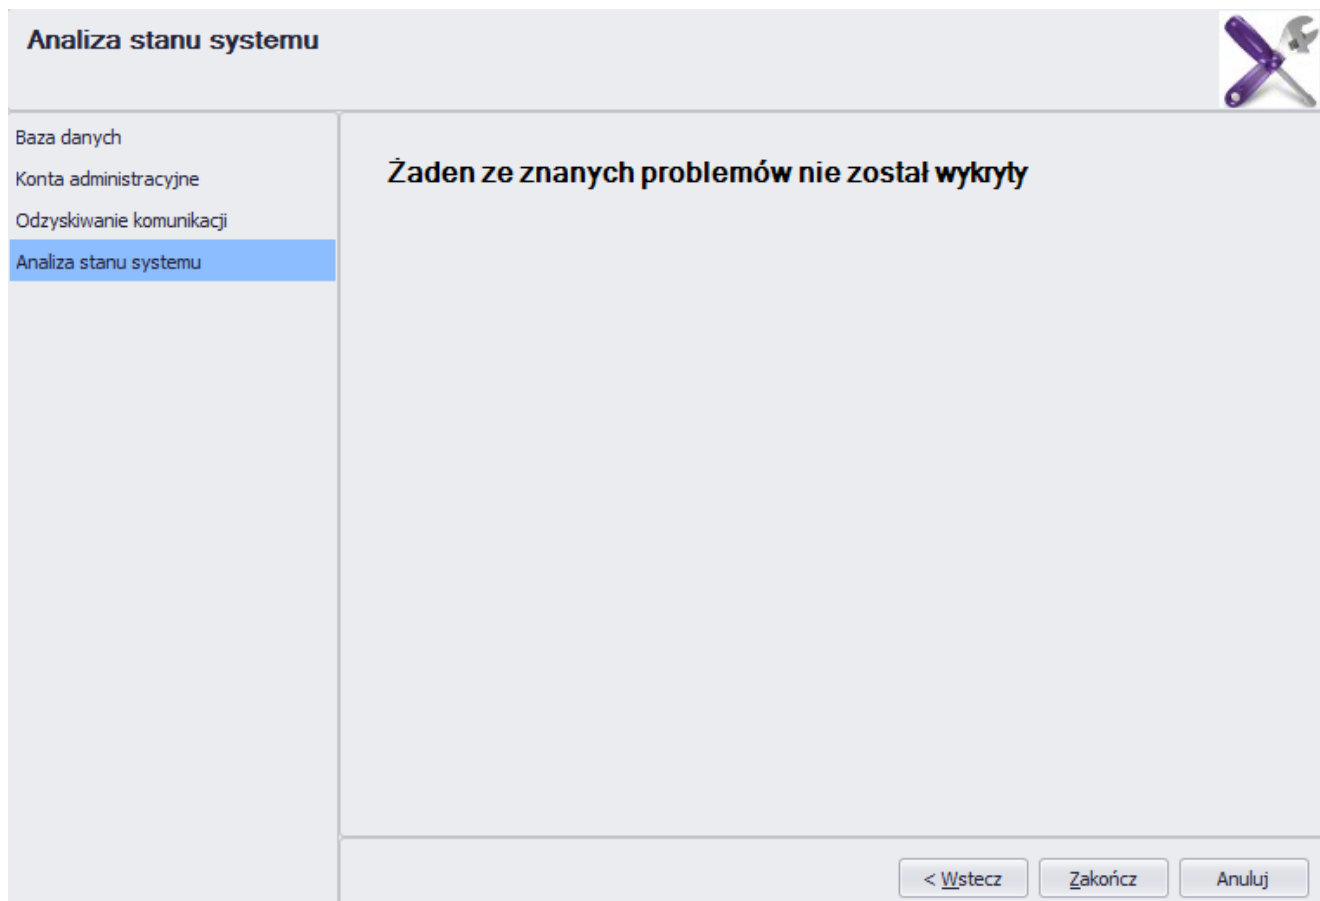 Analiza stanu systemu
Baza danych
Konta administracyjne
Odzyskiwanie komunikacji
Analiza stanu systemu
Żaden ze znanych problemów nie został wykryty
< Wstecz
Zakończ
Anuluj